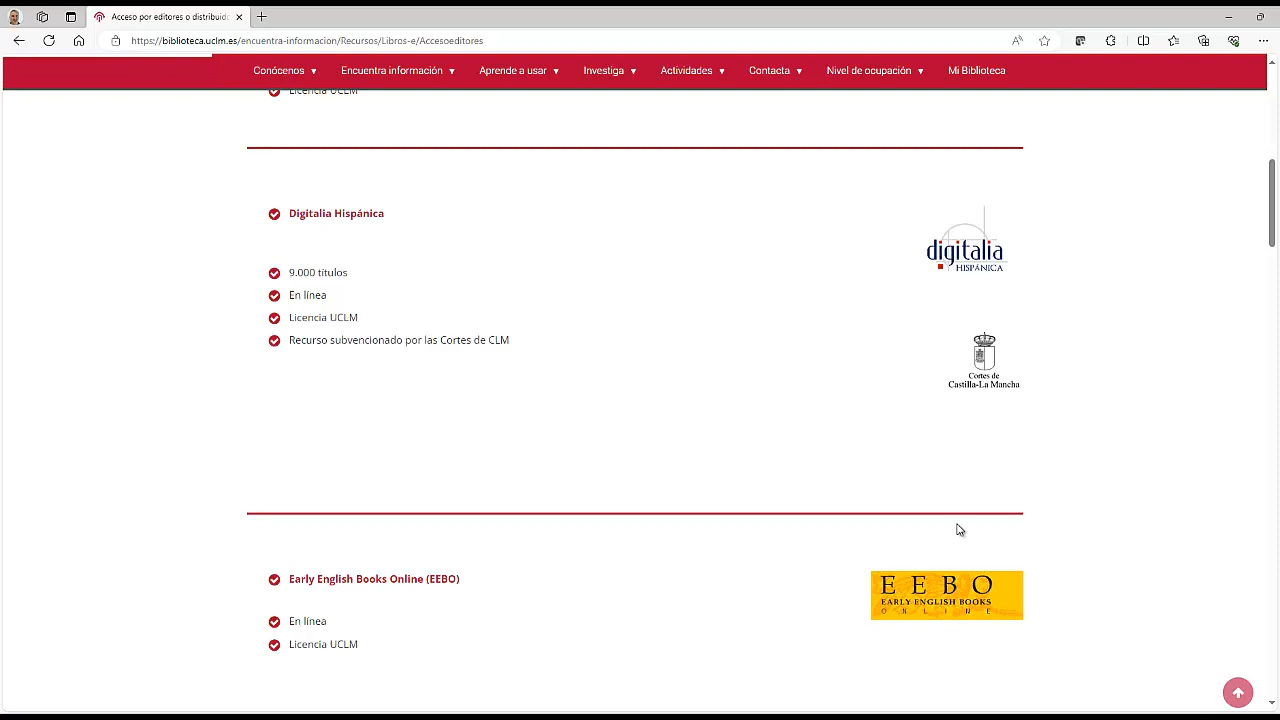 Acceso por editores o distribuido
https://biblioteca.uclm.es/encuentra-informacion/Recursos/Libros-e/Accesoeditores
Conócenos ▼ Encuentra información ▼ Aprende a usar ▼ Investiga ▼ Actividades ▼ Contacta ▼ Nivel de ocupación ▼ Mi Biblioteca
Licencia UCLM
Digitalia Hispánica
digitalia
HISPÁNICA
9.000 títulos
En línea
Licencia UCLM
Recurso subvencionado por las Cortes de CLM
Cortes de
Castilla-La Mancha
Early English Books Online (EEBO)
EEBO
EARLY ENGLISH BOOKS
ONLINE
En línea
Licencia UCLM